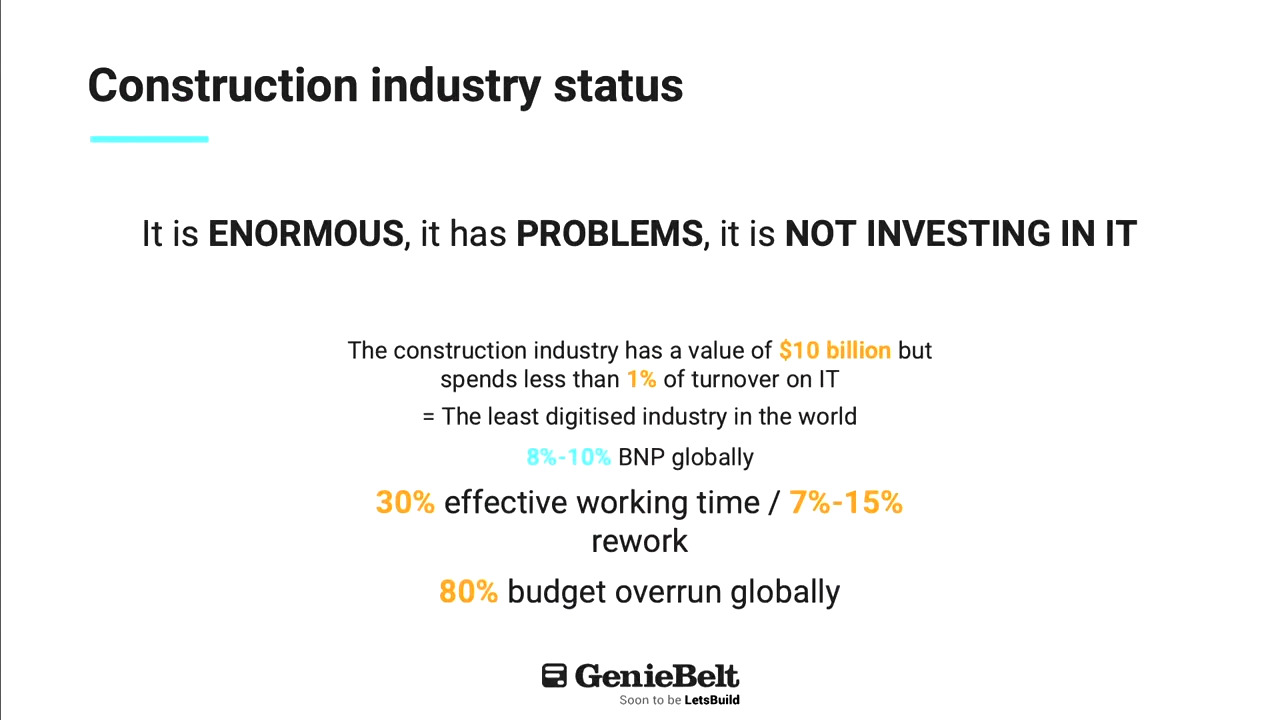 Construction industry status
It is ENORMOUS, it has PROBLEMS, it is NOT INVESTING IN IT
The construction industry has a value of $10 billion but
spends less than 1% of turnover on IT
= The least digitised industry in the world
8%-10% BNP globally
30% effective working time / 7%-15%
rework
80% budget overrun globally
GenieBelt
Soon to be LetsBuild